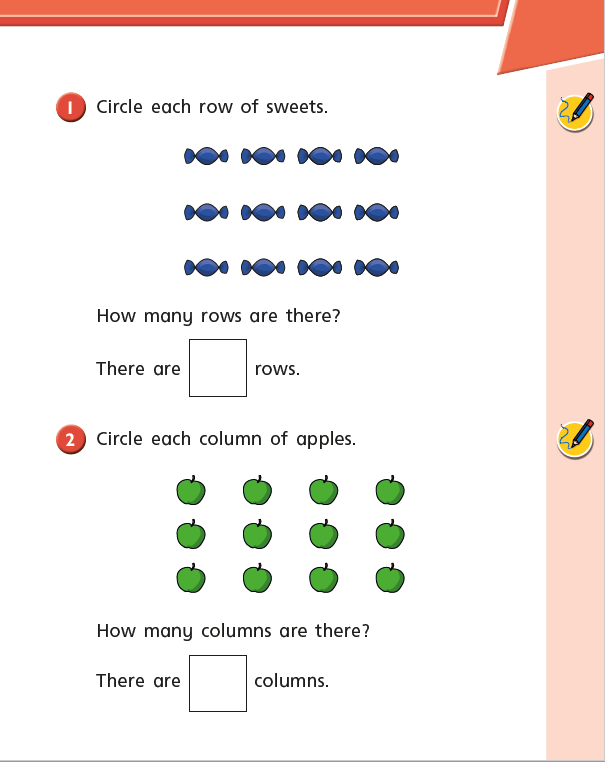 1 Circle each row of sweets.
How many rows are there?
There are rows.
2 Circle each column of apples.
How many columns are there?
There are columns.